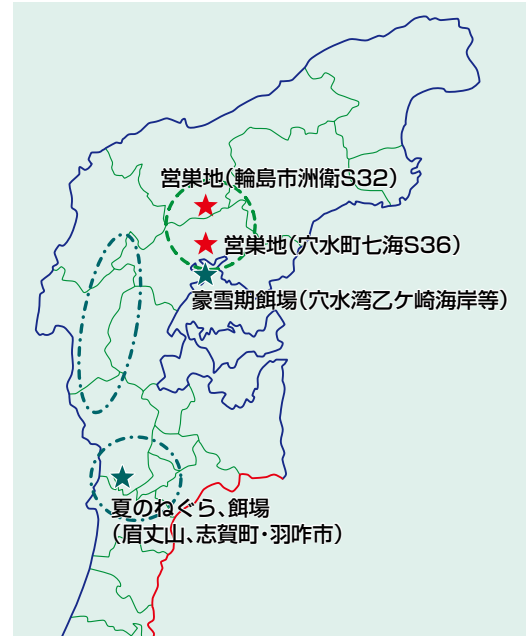 営巣地(輪島市洲衛S32)
営巣地(穴水町七海S36)
豪雪期餌場(穴水湾乙ケ崎海岸等)
夏のねぐら、餌場
(眉丈山、志賀町・羽咋市)